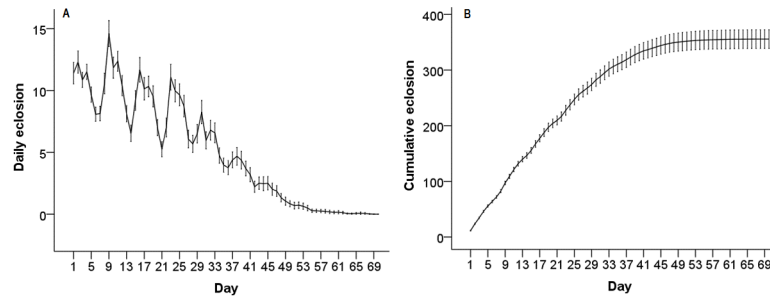 A
Daily eclosion
15
10
5
0
1 5 9 13 17 21 25 29 33 37 41 45 49 53 57 61 65 69
Day
B
Cumulative eclosion
400
300
200
100
0
1 5 9 13 17 21 25 29 33 37 41 45 49 53 57 61 65 69
Day